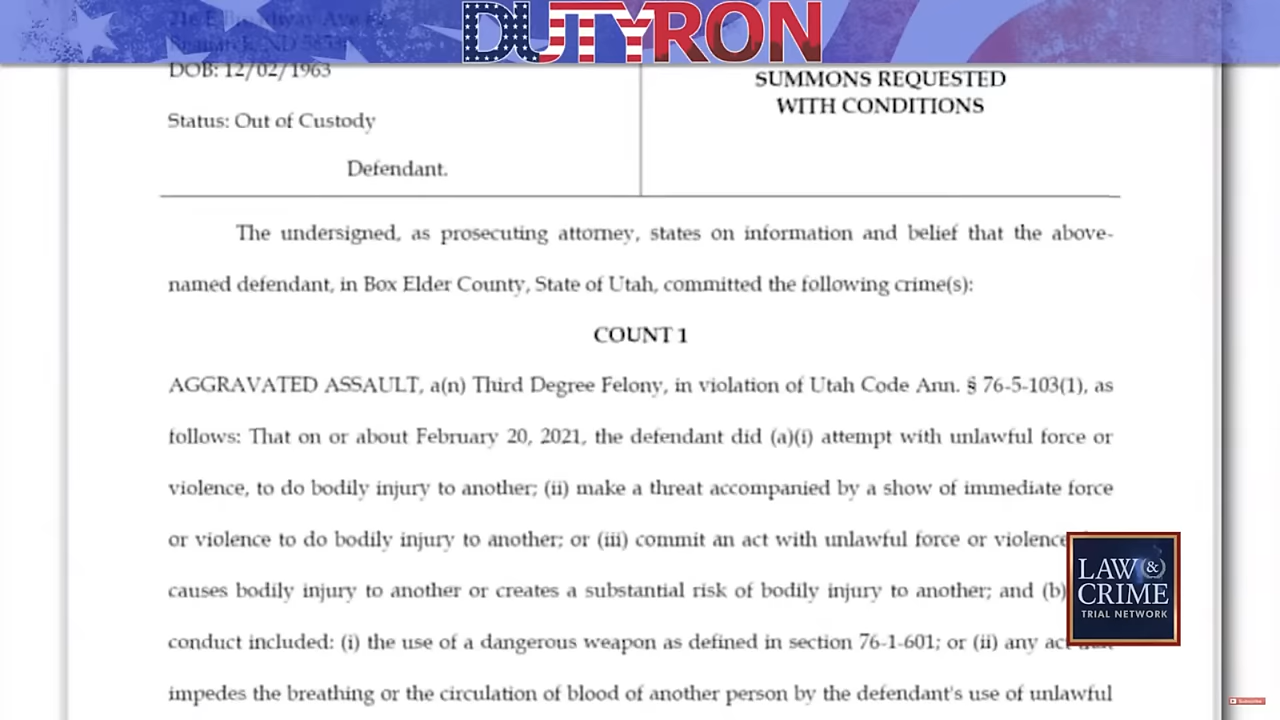 DUTYRON
DOB: 12/02/1963
Status: Out of Custody
Defendant.
SUMMONS REQUESTED
WITH CONDITIONS
The undersigned, as prosecuting attorney, states on information and belief that the above-
named defendant, in Box Elder County, State of Utah, committed the following crime(s):
COUNT 1
AGGRAVATED ASSAULT, a(n) Third Degree Felony, in violation of Utah Code Ann. § 76-5-103(1), as
follows: That on or about February 20, 2021, the defendant did (a)(i) attempt with unlawful force or
violence, to do bodily injury to another; (ii) make a threat accompanied by a show of immediate force
or violence to do bodily injury to another; or (iii) commit an act with unlawful force or violence
causes bodily injury to another or creates a substantial risk of bodily injury to another; and (b)
conduct included: (i) the use of a dangerous weapon as defined in section 76-1-601; or (ii) any
impedes the breathing or the circulation of blood of another person by the defendant's use of unlawful
LAW &
CRIME
TRIAL NETWORK
Subscribe